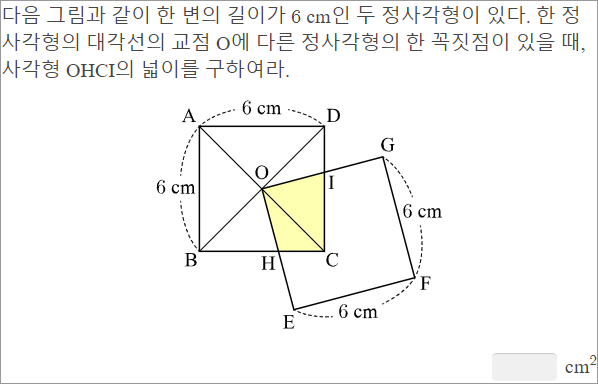 다음 그림과 같이 한 변의 길이가 6 cm인 두 정사각형이 있다. 한 정
사각형의 대각선의 교점 O에 다른 정사각형의 한 꼭짓점이 있을 때,
사각형 OHCI의 넓이를 구하여라.
6 cm
A
D
G
O
I
6 cm
6 cm
B
H
C
F
E
6 cm
cm²